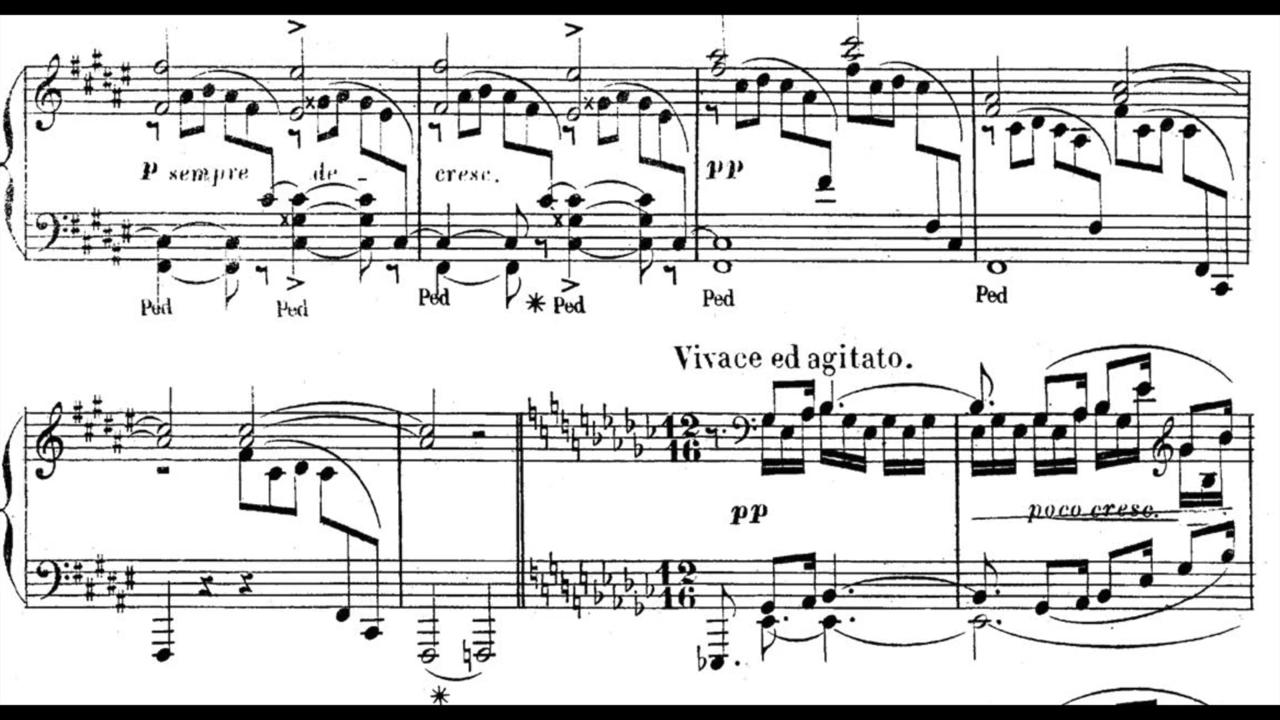 p sempre de - cresc. pp
Ped Ped Ped Ped Ped Ped
Vivace ed agitato.
12 16
pp poco cresc.
12 16